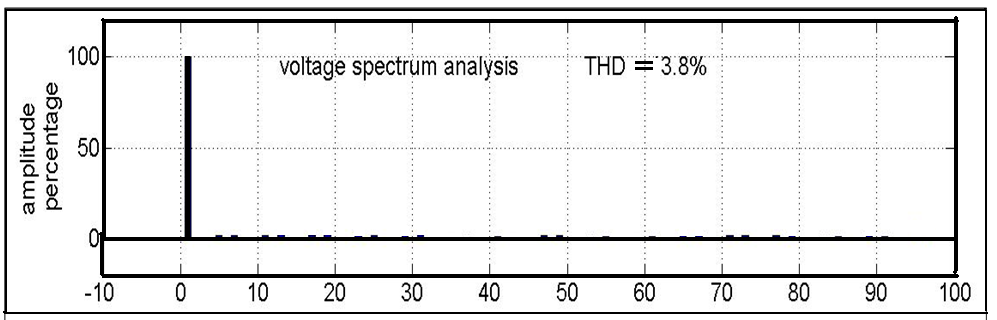 100
voltage spectrum analysis THD = 3.8%
amplitude
percentage
50
0
-10 0 10 20 30 40 50 60 70 80 90 100